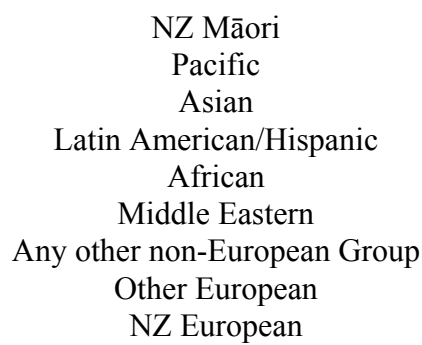 NZ Māori
Pacific
Asian
Latin American/Hispanic
African
Middle Eastern
Any other non-European Group
Other European
NZ European